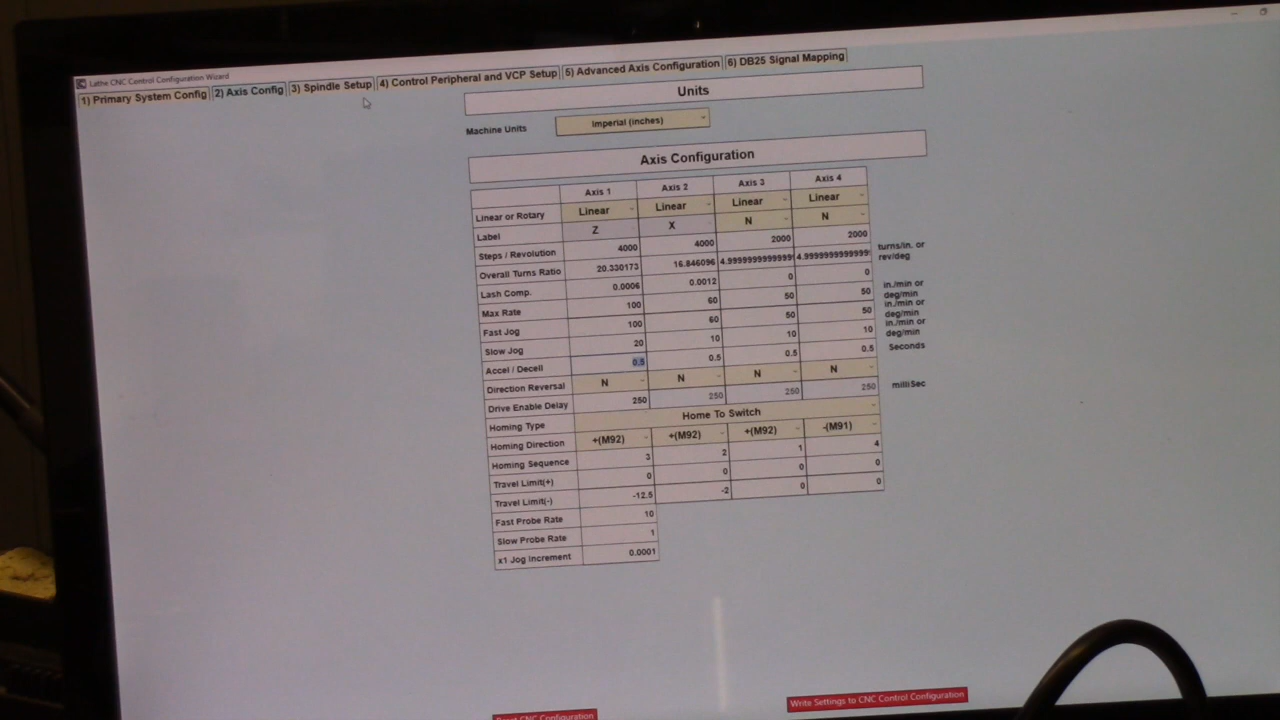 Lathe CNC Control Configuration Wizard
1) Primary System Config 2) Axis Config 3) Spindle Setup 4) Control Peripheral and VCP Setup 5) Advanced Axis Configuration 6) DB25 Signal Mapping
Units
Machine Units Imperial (inches)
Axis Configuration
Axis 1 Axis 2 Axis 3 Axis 4
Linear or Rotary Linear Linear Linear Linear
Label Z X N N
Steps / Revolution 4000 4000 2000 2000
Overall Turns Ratio 20.330173 16.846096 4.9999999999999 4.9999999999999 turns/in. or rev/deg
Lash Comp. 0.0006 0.0012 0 0
Max Rate 100 60 50 50 in./min or deg/min
Fast Jog 100 60 50 50 in./min or deg/min
Slow Jog 20 10 10 10 in./min or deg/min
Accel / Decell 0.5 0.5 0.5 0.5 Seconds
Direction Reversal N N N N
Drive Enable Delay 250 250 250 250 milliSec
Homing Type Home To Switch
Homing Direction +(M92) +(M92) +(M92) -(M91)
Homing Sequence 3 2 1 4
Travel Limit(+) 0 0 0 0
Travel Limit(-) -12.5 -2 0 0
Fast Probe Rate 10
Slow Probe Rate 1
x1 Jog Increment 0.0001
Write Settings to CNC Control Configuration
Reset CNC Configuration